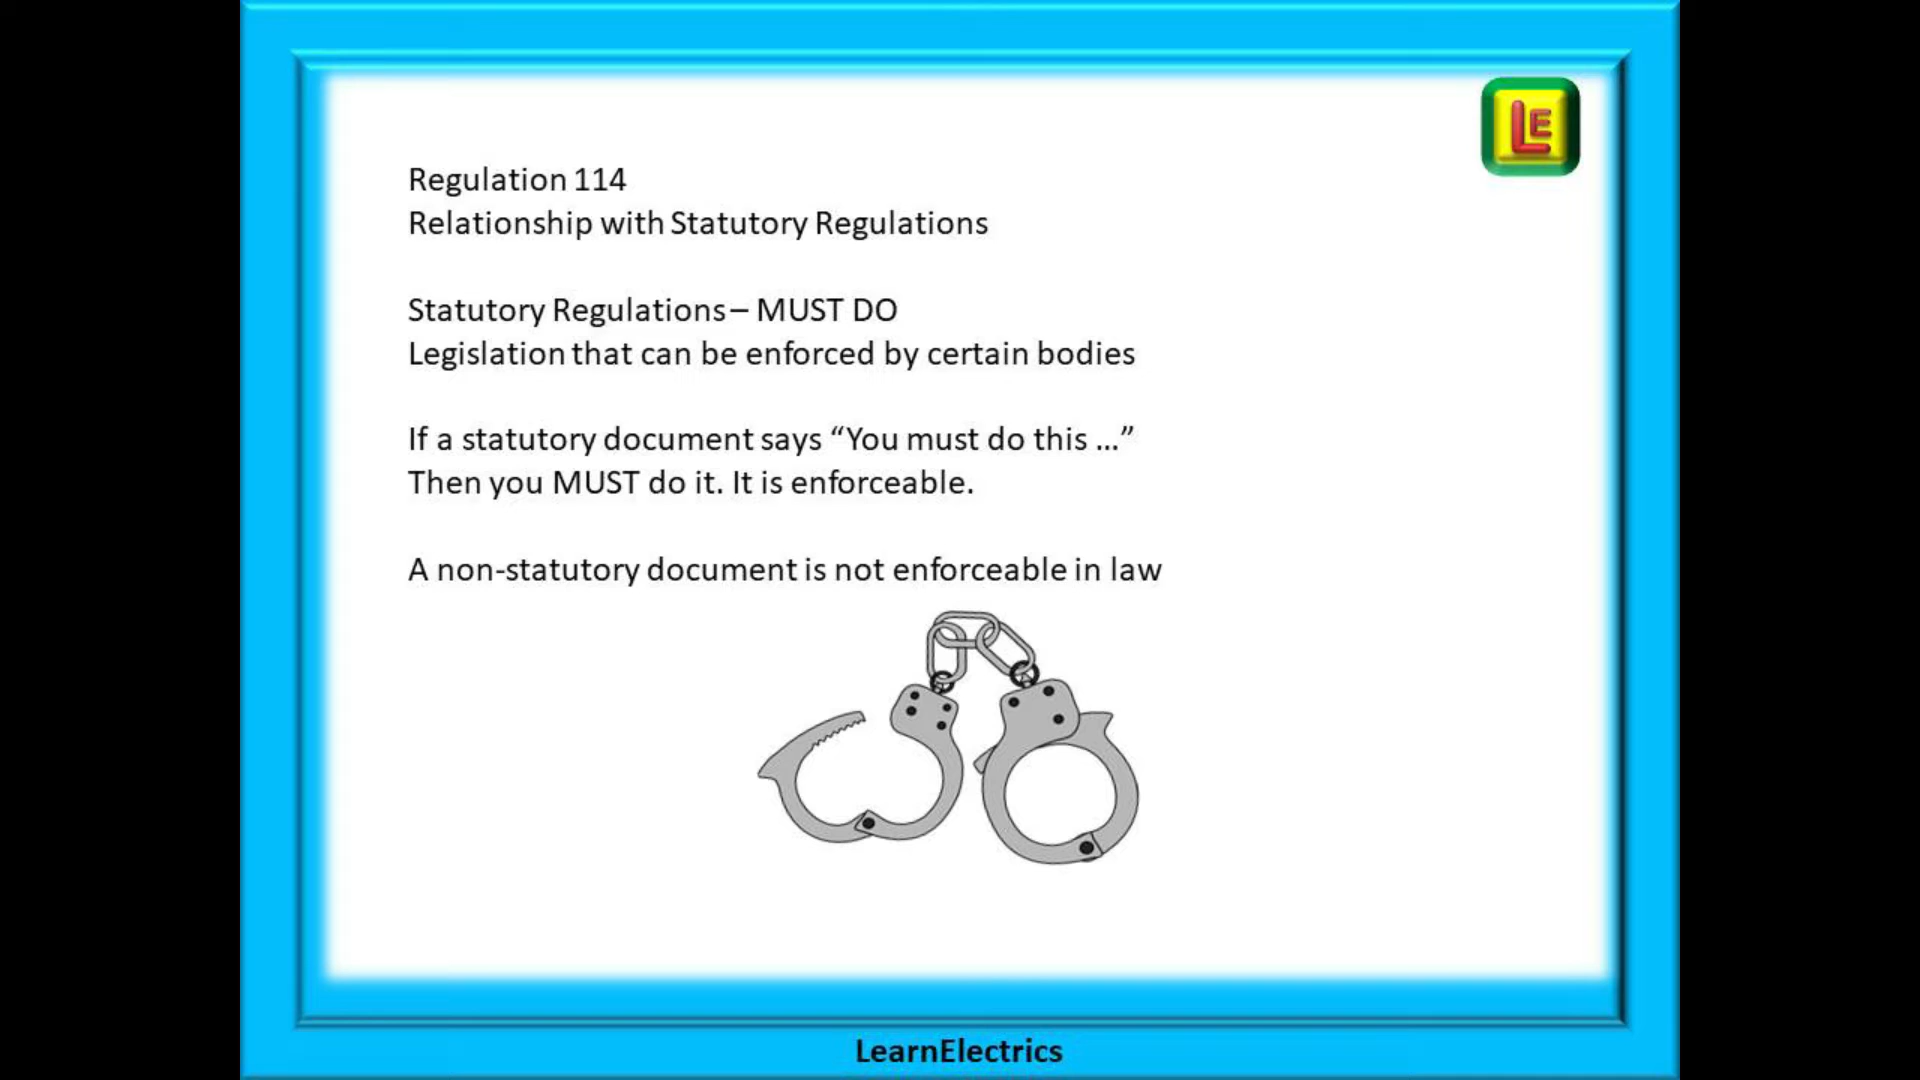 LE
Regulation 114
Relationship with Statutory Regulations
Statutory Regulations – MUST DO
Legislation that can be enforced by certain bodies
If a statutory document says “You must do this ...”
Then you MUST do it. It is enforceable.
A non-statutory document is not enforceable in law
LearnElectrics